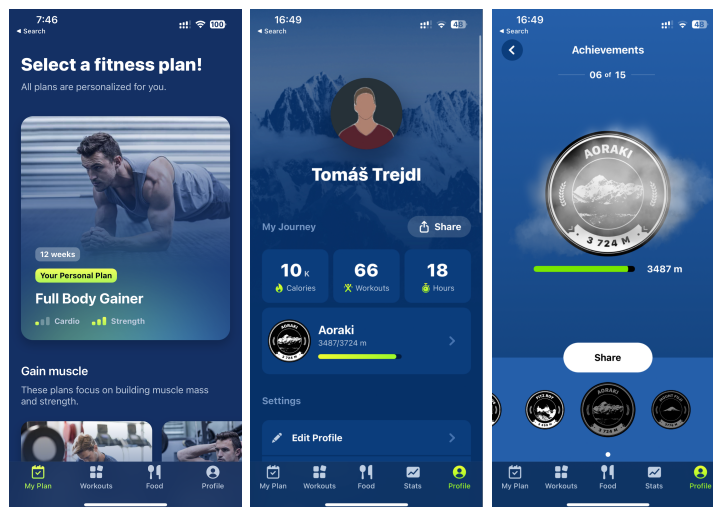 7:46
100
◀ Search
Select a fitness plan!
All plans are personalized for you.
12 weeks
Your Personal Plan
Full Body Gainer
Cardio
Strength
Gain muscle
These plans focus on building muscle mass
and strength.
My Plan
Workouts
Food
Profile
16:49
48
◀ Search
Tomáš Trejdl
My Journey
Share
10 K
Calories
66
Workouts
18
Hours
AORAKI
3 724 M
Aoraki
3487/3724 m
Settings
Edit Profile
My Plan
Workouts
Food
Stats
Profile
16:49
48
◀ Search
Achievements
06 of 15
AORAKI
3 724 M
3487 m
Share
FITZ ROY
AORAKI
3 724 M
My Plan
Workouts
Food
Stats
Profile